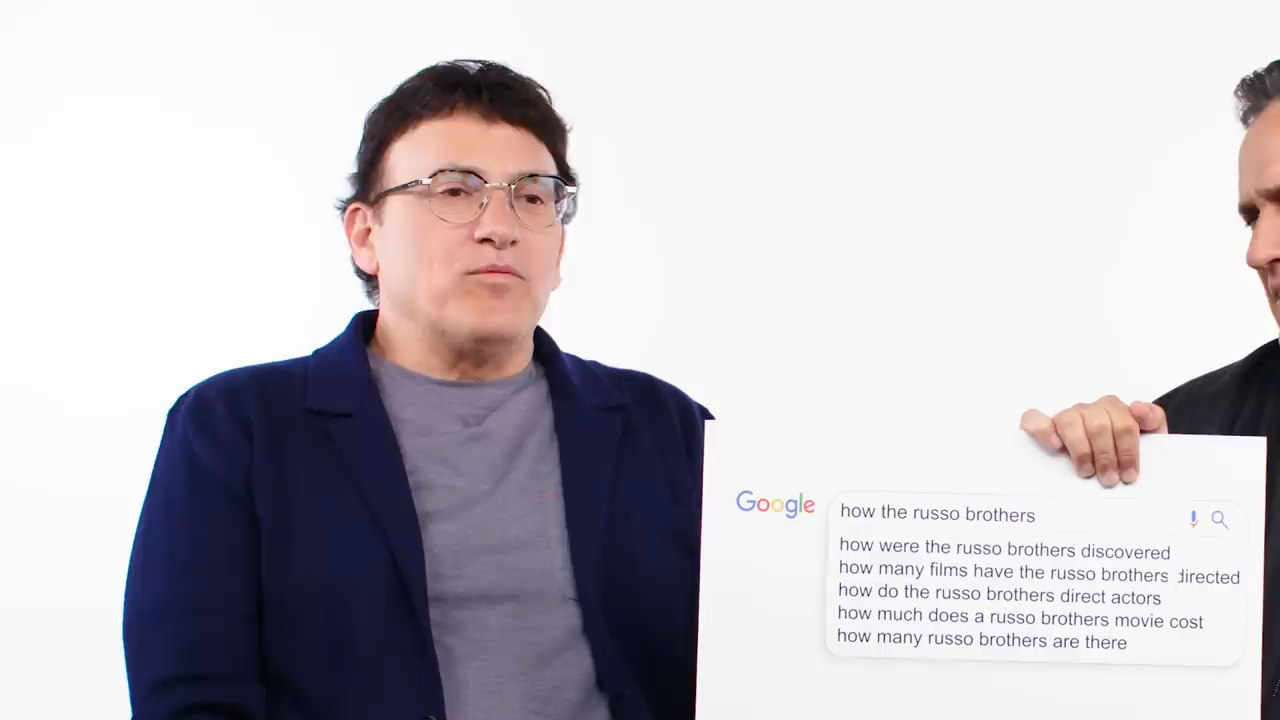 Google
how the russo brothers
how were the russo brothers discovered
how many films have the russo brothers directed
how do the russo brothers direct actors
how much does a russo brothers movie cost
how many russo brothers are there